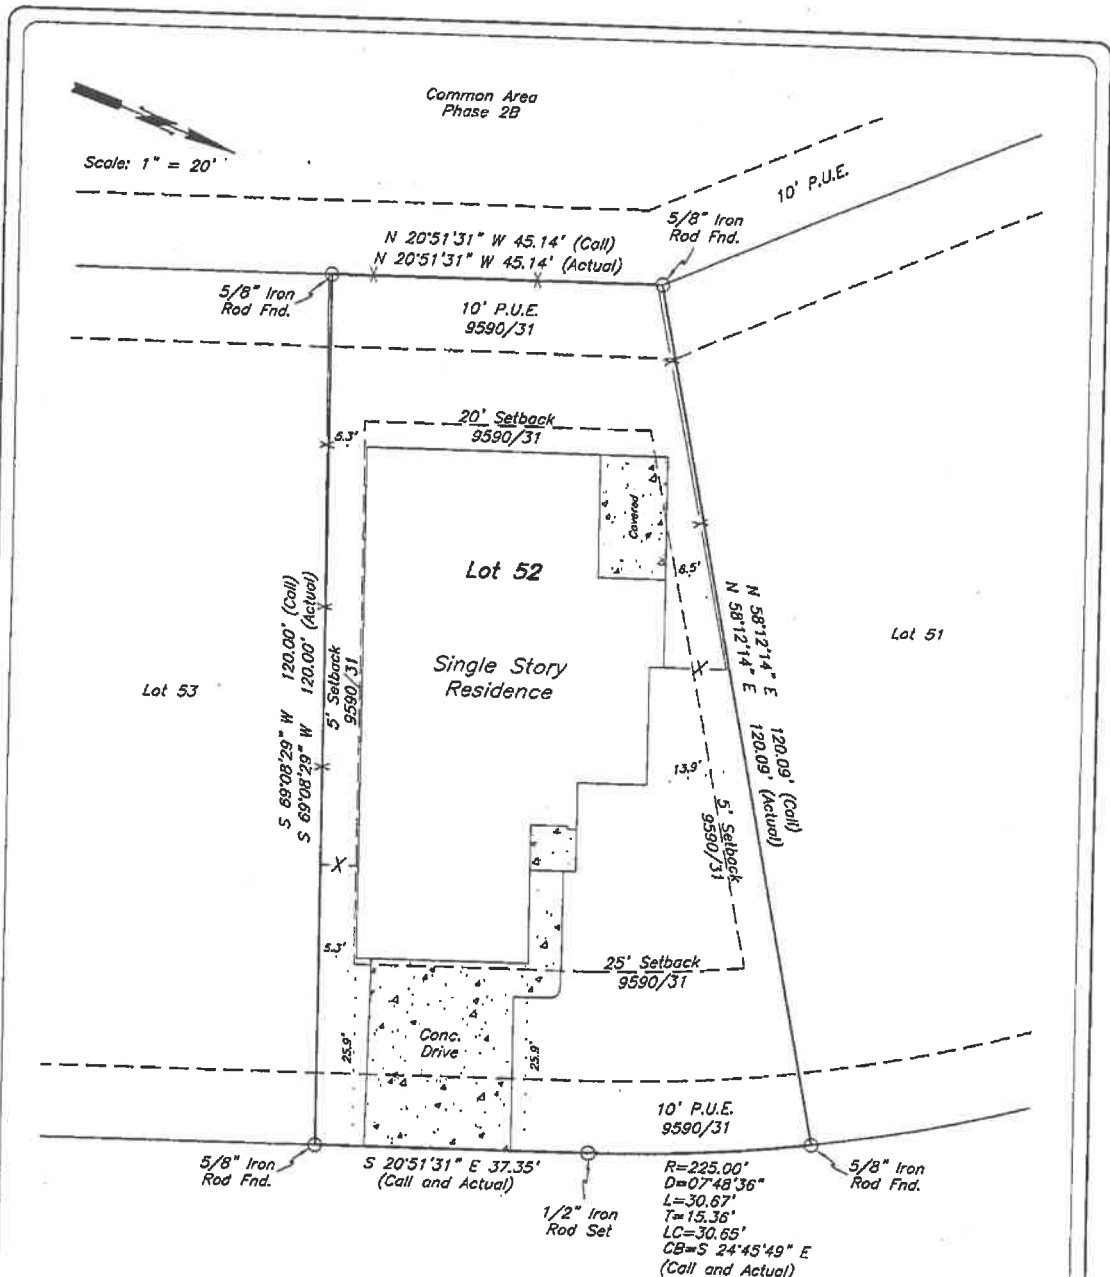 Common Area
Phase 2B
Scale: 1" = 20'
10' P.U.E.
5/8" Iron
Rod Fnd.
N 20°51'31" W 45.14' (Call)
N 20°51'31" W 45.14' (Actual)
5/8" Iron
Rod Fnd.
10' P.U.E.
9590/31
20' Setback
9590/31
5.3'
Covered
Lot 52
6.5'
Single Story
Residence
Lot 51
Lot 53
S 69°08'29" W 120.00' (Call)
S 69°08'29" W 120.00' (Actual)
5' Setback
9590/31
N 58°12'14" E 120.09' (Call)
N 58°12'14" E 120.09' (Actual)
13.9'
5' Setback
9590/31
X
X
5.3'
25' Setback
9590/31
25.9'
Conc.
Drive
25.9'
10' P.U.E.
9590/31
5/8" Iron
Rod Fnd.
S 20°51'31" E 37.35'
(Call and Actual)
1/2" Iron
Rod Set
R=225.00'
D=07°48'36"
L=30.67'
T=15.36'
LC=30.65'
CB=S 24°45'49" E
(Call and Actual)
5/8" Iron
Rod Fnd.